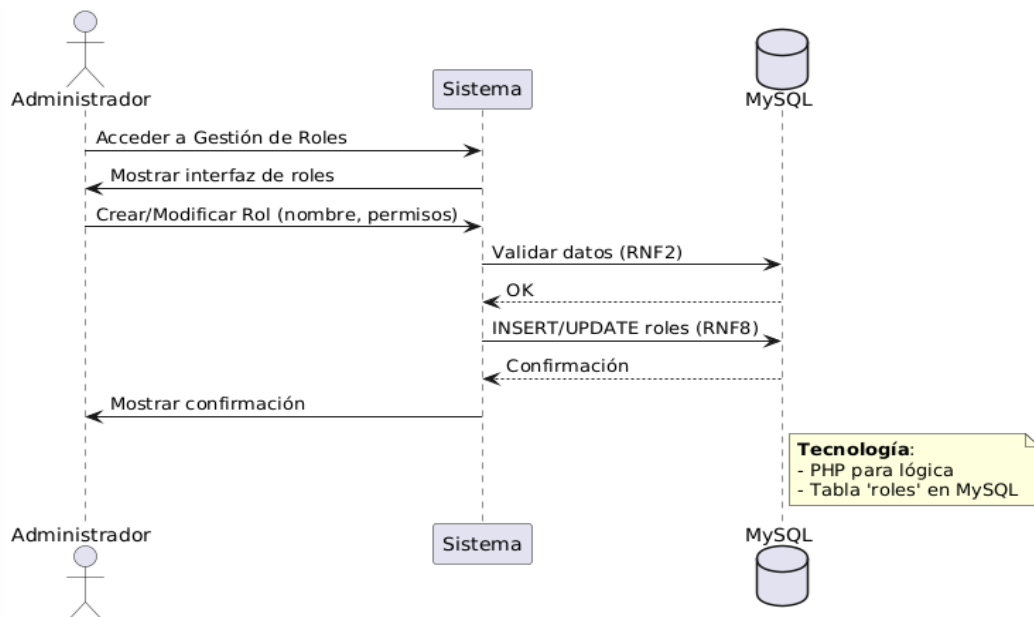 Administrador
Sistema
MySQL
Acceder a Gestión de Roles
Mostrar interfaz de roles
Crear/Modificar Rol (nombre, permisos)
Validar datos (RNF2)
OK
INSERT/UPDATE roles (RNF8)
Confirmación
Mostrar confirmación
Tecnología:
- PHP para lógica
- Tabla 'roles' en MySQL
Administrador
Sistema
MySQL